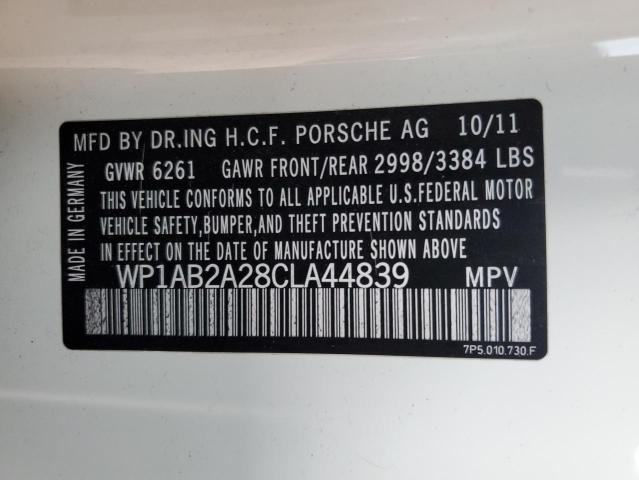 MFD BY DR.ING H.C.F. PORSCHE AG 10/11
GVWR 6261 GAWR FRONT/REAR 2998/3384 LBS
THIS VEHICLE CONFORMS TO ALL APPLICABLE U.S.FEDERAL MOTOR
VEHICLE SAFETY,BUMPER,AND THEFT PREVENTION STANDARDS
IN EFFECT ON THE DATE OF MANUFACTURE SHOWN ABOVE
WP1AB2A28CLA44839 MPV
MADE IN GERMANY
7P5.010.730.F